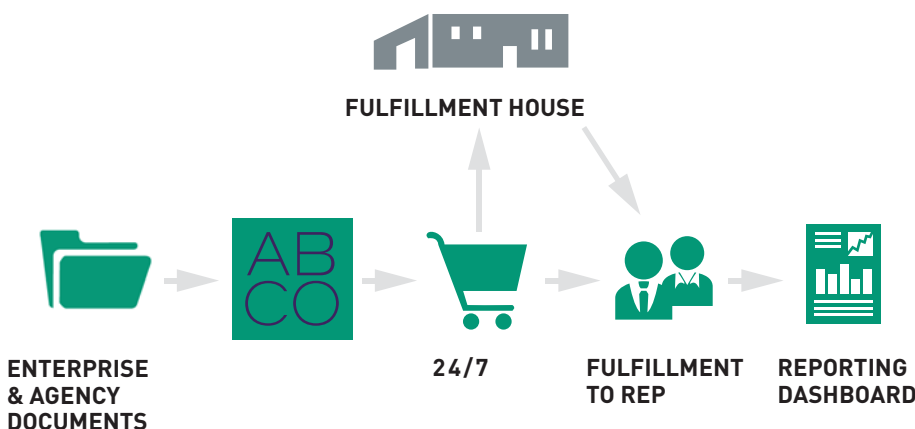 FULFILLMENT HOUSE
AB
CO
ENTERPRISE
& AGENCY
DOCUMENTS
24/7
FULFILLMENT
TO REP
REPORTING
DASHBOARD